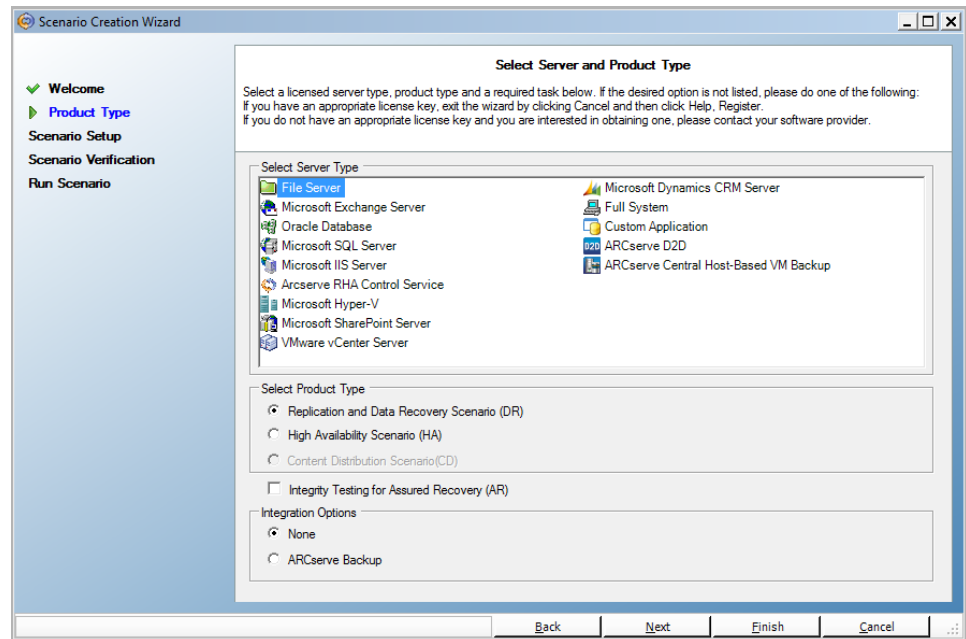 Scenario Creation Wizard
Welcome
Product Type
Scenario Setup
Scenario Verification
Run Scenario
Select Server and Product Type
Select a licensed server type, product type and a required task below. If the desired option is not listed, please do one of the following:
If you have an appropriate license key, exit the wizard by clicking Cancel and then click Help, Register.
If you do not have an appropriate license key and you are interested in obtaining one, please contact your software provider.
Select Server Type
File Server
Microsoft Exchange Server
Oracle Database
Microsoft SQL Server
Microsoft IIS Server
Arcserve RHA Control Service
Microsoft Hyper-V
Microsoft SharePoint Server
VMware vCenter Server
Microsoft Dynamics CRM Server
Full System
Custom Application
D2D ARCserve D2D
ARCserve Central Host-Based VM Backup
Select Product Type
Replication and Data Recovery Scenario (DR)
High Availability Scenario (HA)
Content Distribution Scenario(CD)
Integrity Testing for Assured Recovery (AR)
Integration Options
None
ARCserve Backup
Back Next Finish Cancel